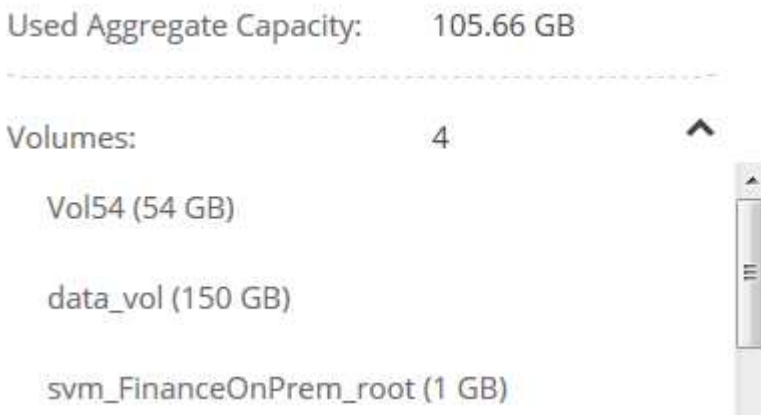 Used Aggregate Capacity: 105.66 GB
Volumes: 4
Vol54 (54 GB)
data_vol (150 GB)
svm_FinanceOnPrem_root (1 GB)